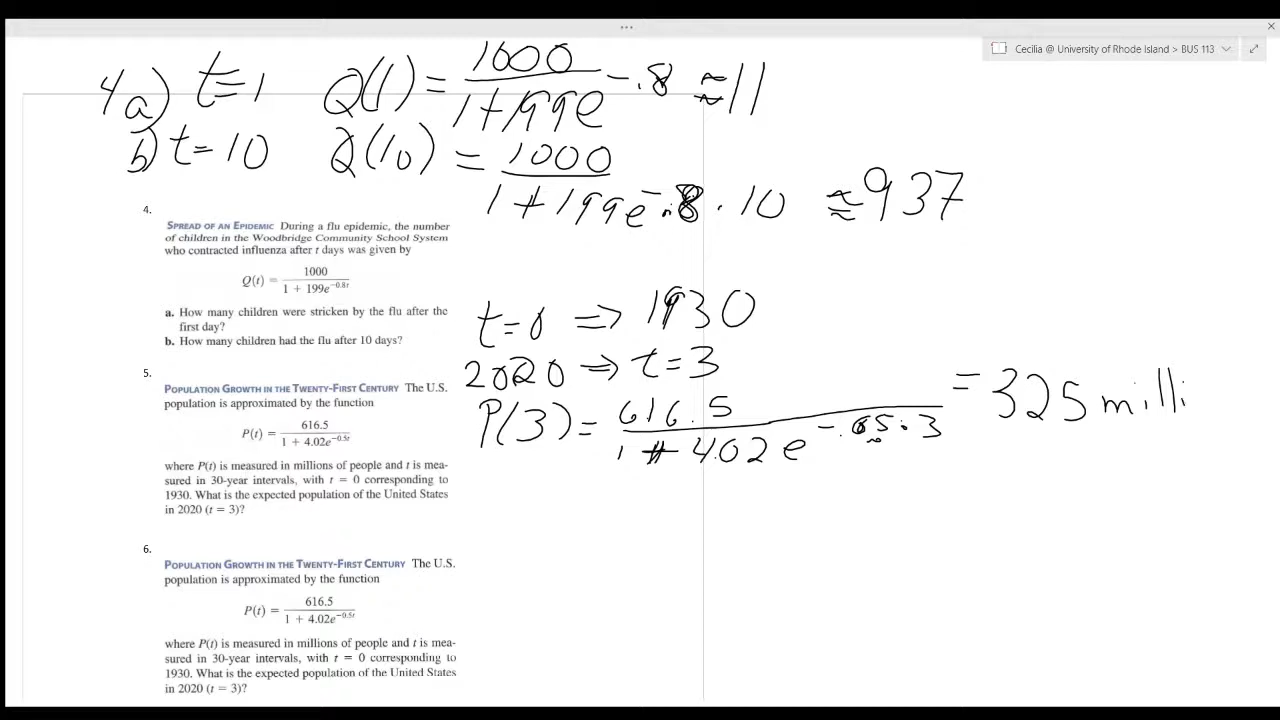 Cecilia @ University of Rhode Island > BUS 113
4a) t=1 Q(1) = 1000 / 1+199e -.8 ≈11
b) t=10 Q(10) = 1000 / 1+199e-.8·10 ≈937
4.
SPREAD OF AN EPIDEMIC During a flu epidemic, the number
of children in the Woodbridge Community School System
who contracted influenza after t days was given by
Q(t) = 1000 / 1 + 199e^-0.8t
a. How many children were stricken by the flu after the
first day?
b. How many children had the flu after 10 days?
t=0 ⇒ 1930
2020 ⇒ t=3
P(3) = 616.5 / 1+4.02e -.5·3 = 325 milli
5.
POPULATION GROWTH IN THE TWENTY-FIRST CENTURY The U.S.
population is approximated by the function
P(t) = 616.5 / 1 + 4.02e^-0.5t
where P(t) is measured in millions of people and t is mea-
sured in 30-year intervals, with t = 0 corresponding to
1930. What is the expected population of the United States
in 2020 (t = 3)?
6.
POPULATION GROWTH IN THE TWENTY-FIRST CENTURY The U.S.
population is approximated by the function
P(t) = 616.5 / 1 + 4.02e^-0.5t
where P(t) is measured in millions of people and t is mea-
sured in 30-year intervals, with t = 0 corresponding to
1930. What is the expected population of the United States
in 2020 (t = 3)?